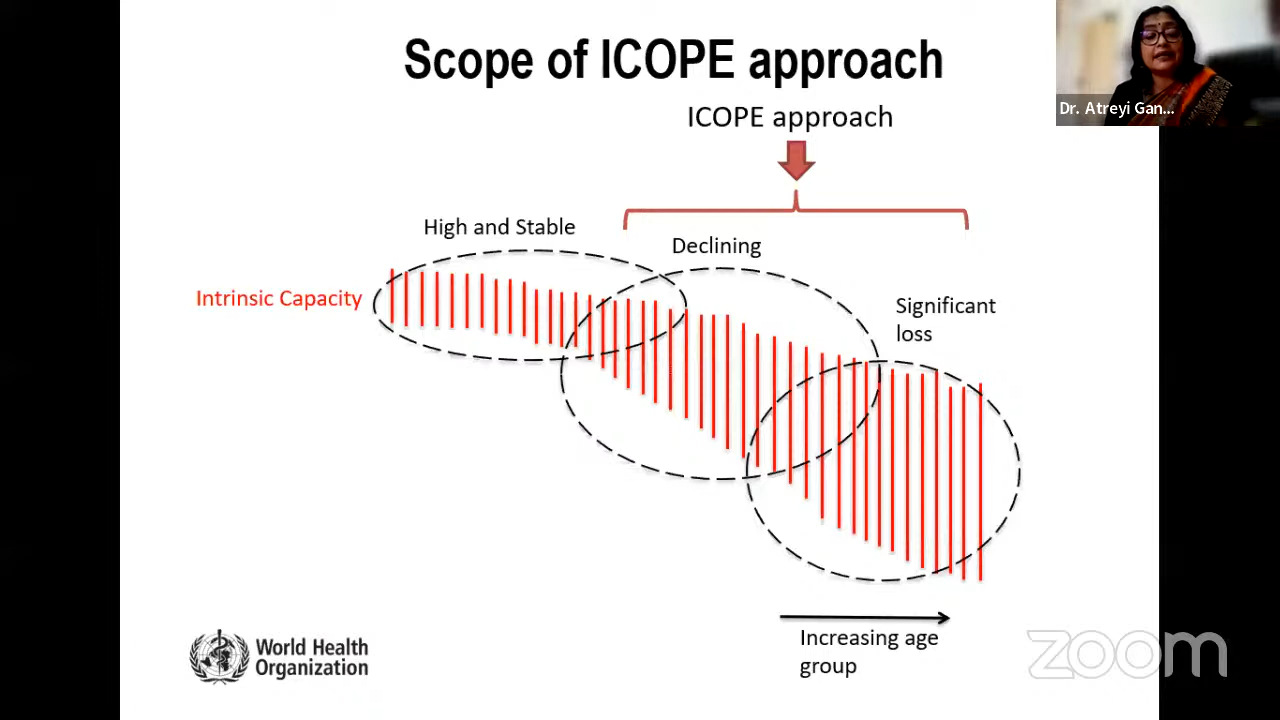 Scope of ICOPE approach
Dr. Atreyi Gan...
ICOPE approach
High and Stable
Declining
Intrinsic Capacity
Significant
loss
Increasing age
group
World Health
Organization
zoom